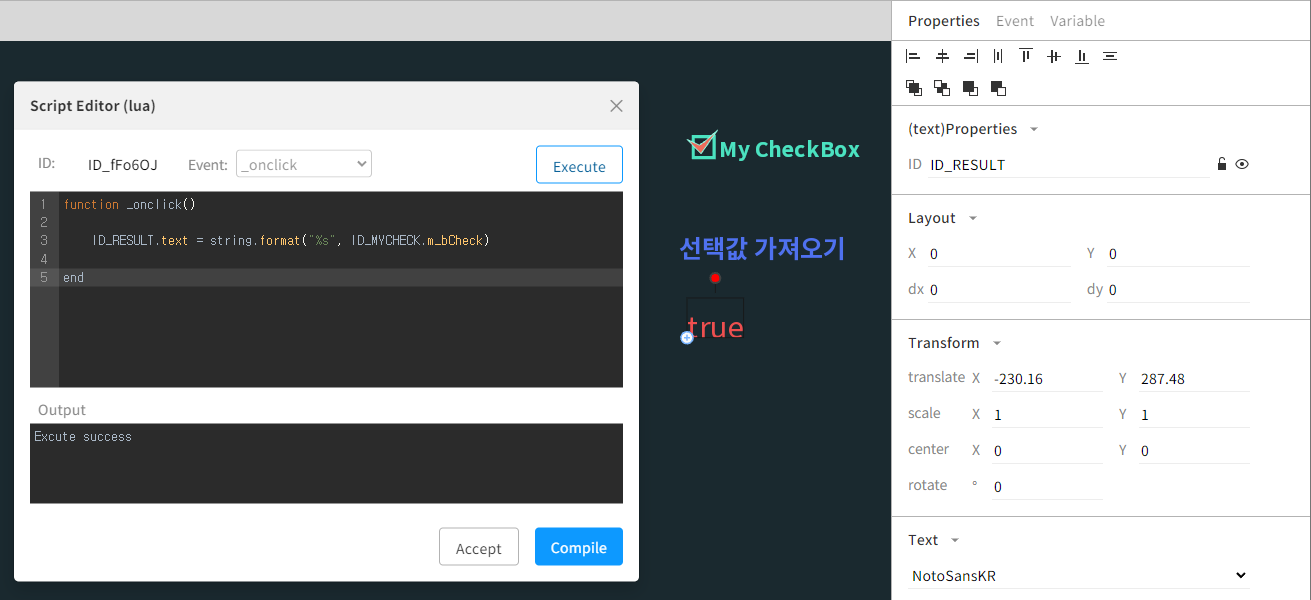 Properties Event Variable
Script Editor (lua)
ID: ID_fFo6OJ Event: _onclick Execute
1 function _onclick()
2
3 ID_RESULT.text = string.format("%s", ID_MYCHECK.m_bCheck)
4
5 end
Output
Excute success
Accept Compile
My CheckBox
선택값 가져오기
true
(text)Properties
ID ID_RESULT
Layout
X 0 Y 0
dx 0 dy 0
Transform
translate X -230.16 Y 287.48
scale X 1 Y 1
center X 0 Y 0
rotate ° 0
Text
NotoSansKR